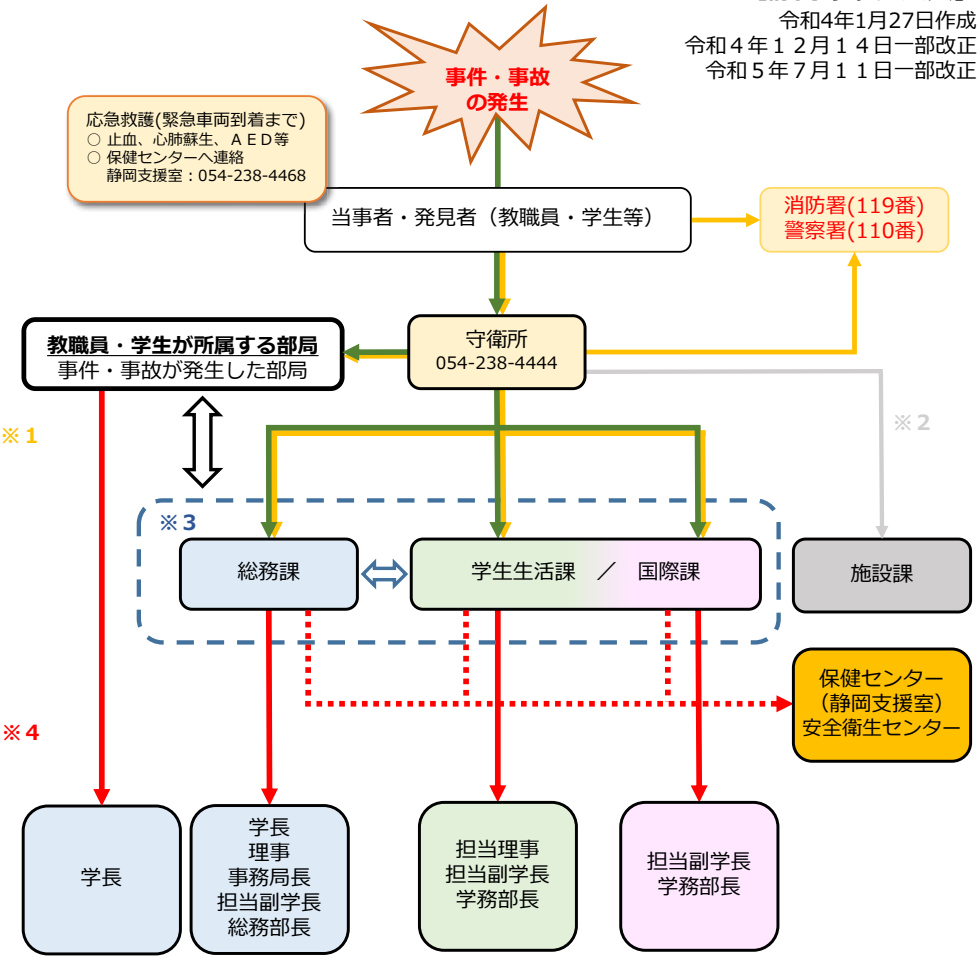 令和4年1月27日作成
令和４年１２月１４日一部改正
令和５年７月１１日一部改正
事件・事故
の発生
応急救護(緊急車両到着まで)
○ 止血、心肺蘇生、ＡＥＤ等
○ 保健センターへ連絡
静岡支援室：054-238-4468
当事者・発見者（教職員・学生等）
消防署(119番)
警察署(110番)
教職員・学生が所属する部局
事件・事故が発生した部局
守衛所
054-238-4444
※１
※２
※３
総務課
学生生活課　／　国際課
施設課
保健センター
（静岡支援室）
安全衛生センター
※４
学長
学長
理事
事務局長
担当副学長
総務部長
担当理事
担当副学長
学務部長
担当副学長
学務部長